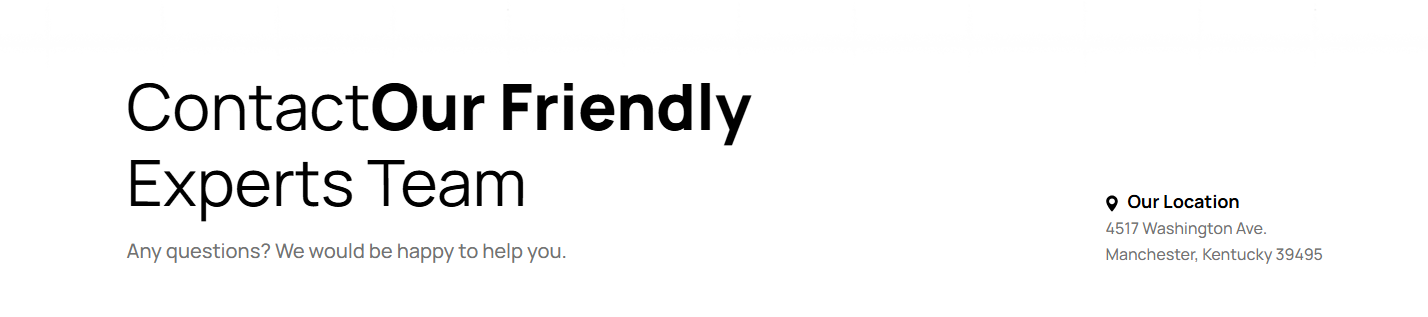 ContactOur Friendly
Experts Team
Any questions? We would be happy to help you.
Our Location
4517 Washington Ave.
Manchester, Kentucky 39495